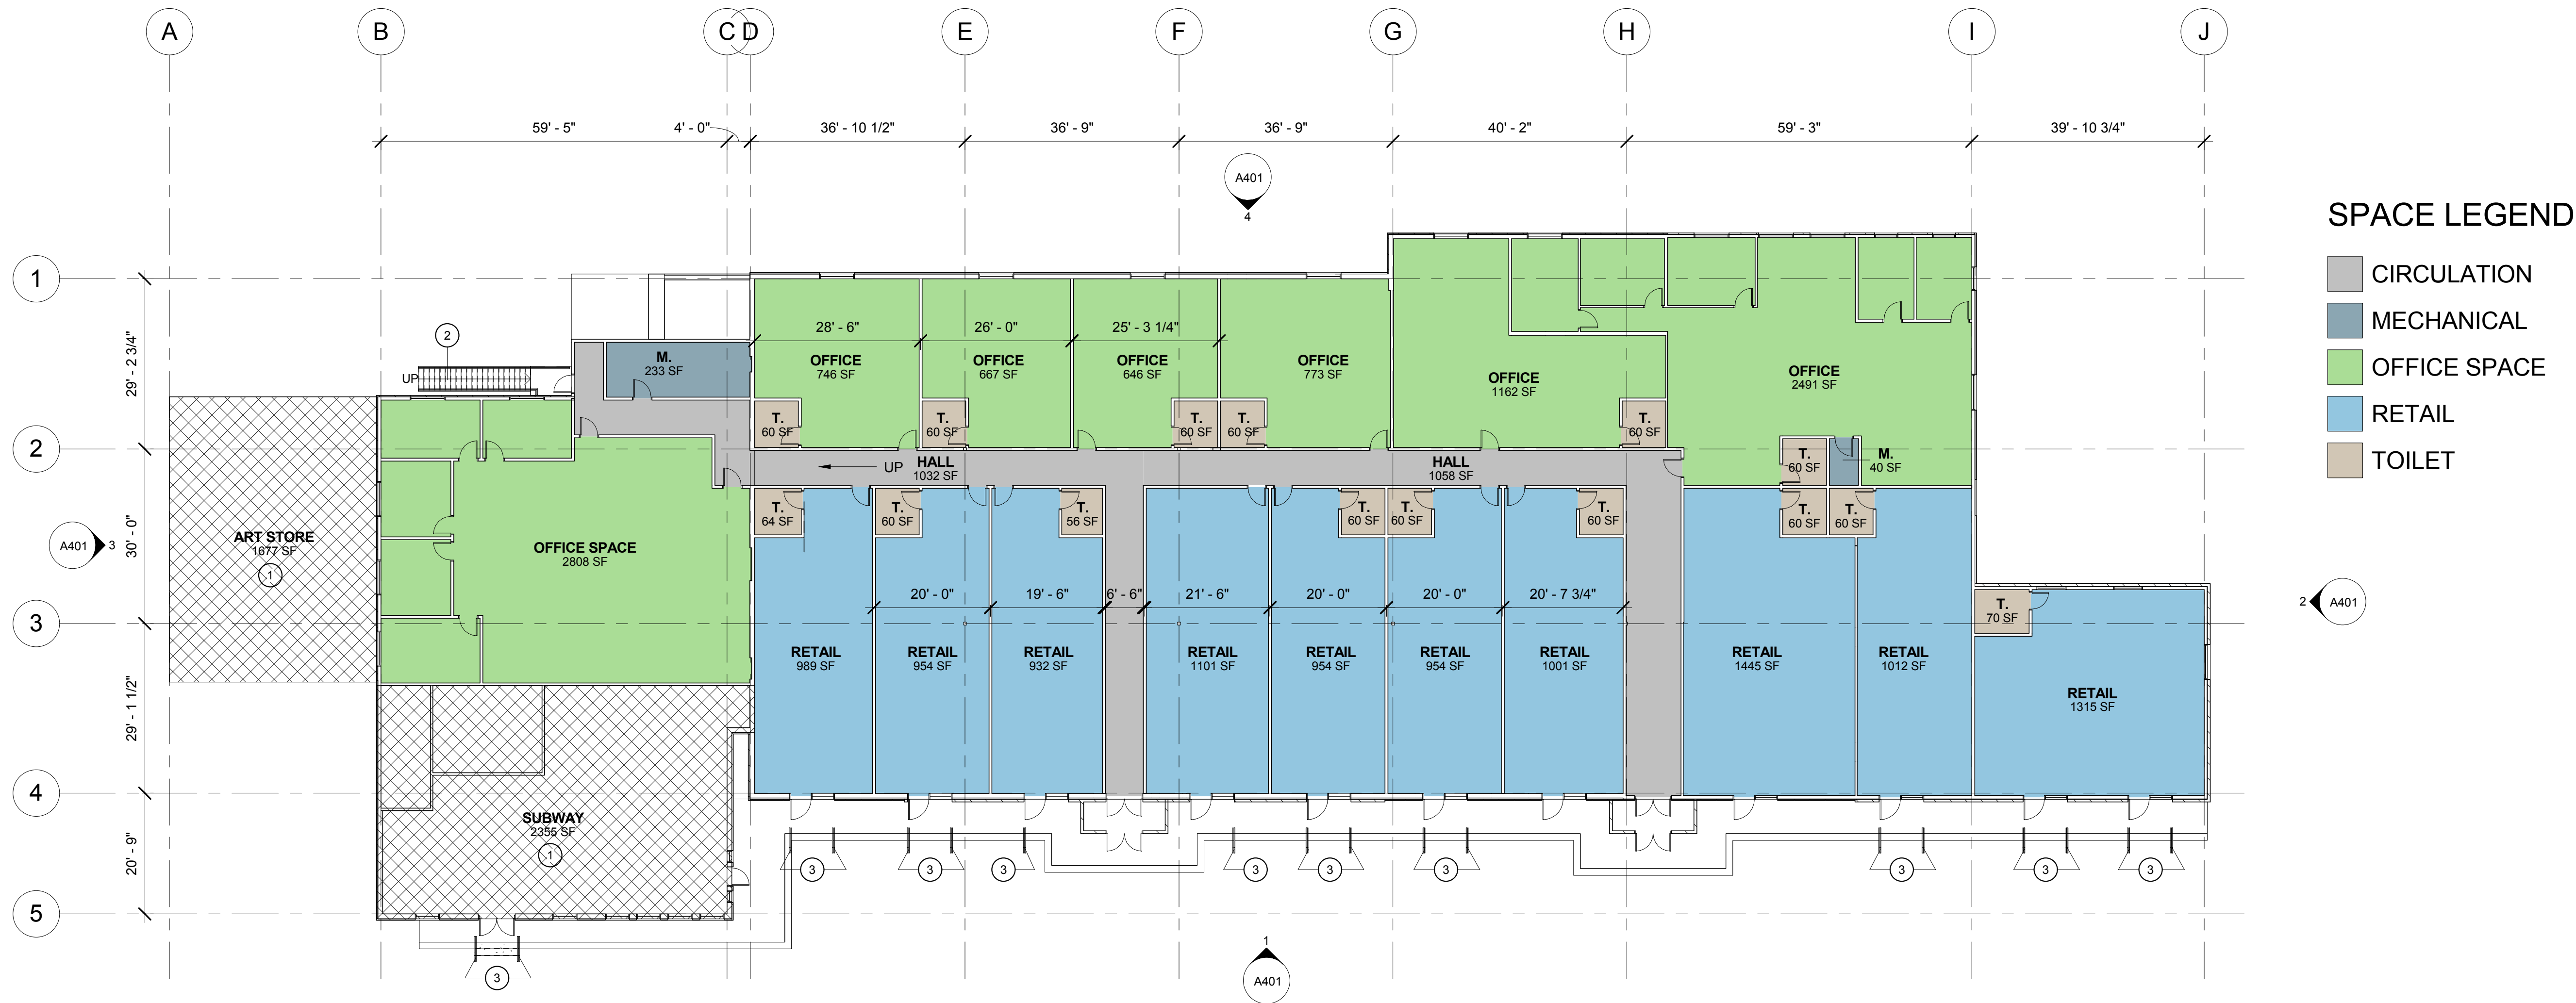 A
B
C
D
E
F
G
H
I
J
59' - 5"
4' - 0"
36' - 10 1/2"
36' - 9"
36' - 9"
40' - 2"
59' - 3"
39' - 10 3/4"
A401
4
SPACE LEGEND
CIRCULATION
MECHANICAL
OFFICE SPACE
RETAIL
TOILET
1
2
3
4
5
29' - 2 3/4"
30' - 0"
29' - 1 1/2"
20' - 9"
2
UP
M.
233 SF
28' - 6"
26' - 0"
25' - 3 1/4"
OFFICE
746 SF
OFFICE
667 SF
OFFICE
646 SF
OFFICE
773 SF
OFFICE
1162 SF
OFFICE
2491 SF
T.
60 SF
T.
60 SF
T.
60 SF
T.
60 SF
T.
60 SF
T.
60 SF
M.
40 SF
UP
HALL
1032 SF
HALL
1058 SF
T.
64 SF
T.
60 SF
T.
56 SF
T.
60 SF
T.
60 SF
T.
60 SF
T.
60 SF
T.
60 SF
A401
3
ART STORE
1677 SF
1
OFFICE SPACE
2808 SF
20' - 0"
19' - 6"
6' - 6"
21' - 6"
20' - 0"
20' - 0"
20' - 7 3/4"
T.
70 SF
2
A401
RETAIL
989 SF
RETAIL
954 SF
RETAIL
932 SF
RETAIL
1101 SF
RETAIL
954 SF
RETAIL
954 SF
RETAIL
1001 SF
RETAIL
1445 SF
RETAIL
1012 SF
RETAIL
1315 SF
SUBWAY
2355 SF
1
3
3
3
3
3
3
3
3
3
3
1
A401